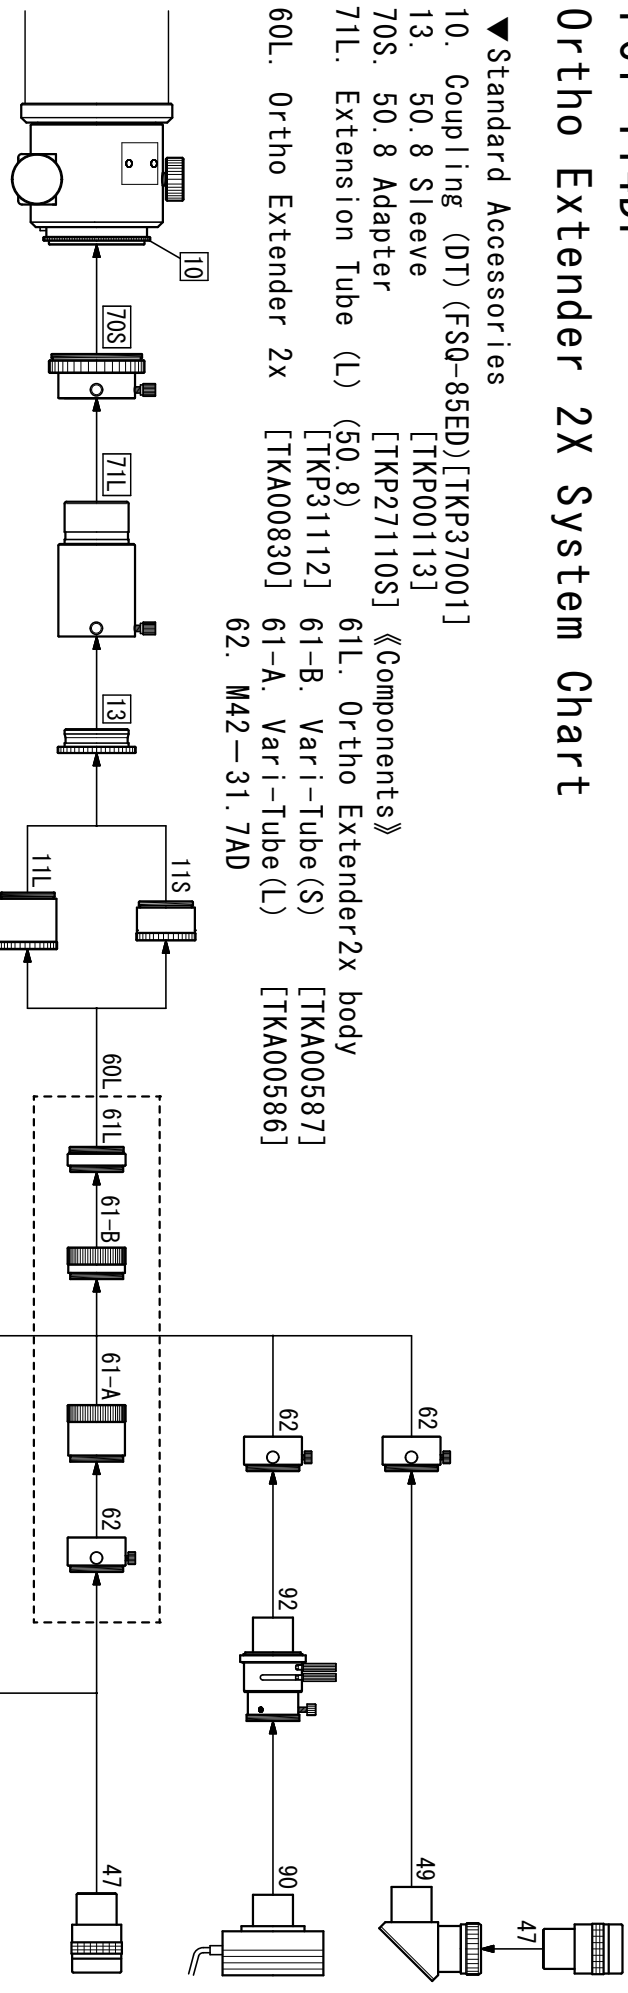 Ortho Extender 2X System Chart
▼Standard Accessories
10. Coupling (DT)(FSQ-85ED)[TKP37001]
13. 50.8 Sleeve [TKP00113]
70S. 50.8 Adapter [TKP27110S]
71L. Extension Tube (L) (50.8)
[TKP31112]
60L. Ortho Extender 2x [TKA00830]
《Components》
61L. Ortho Extender2x body
61-B. Vari-Tube(S) [TKA00587]
61-A. Vari-Tube(L) [TKA00586]
62. M42－31.7AD
10
70S
71L
13
11S
11L
60L
61L
61-B
61-A
62
47
62
92
90
62
49
47